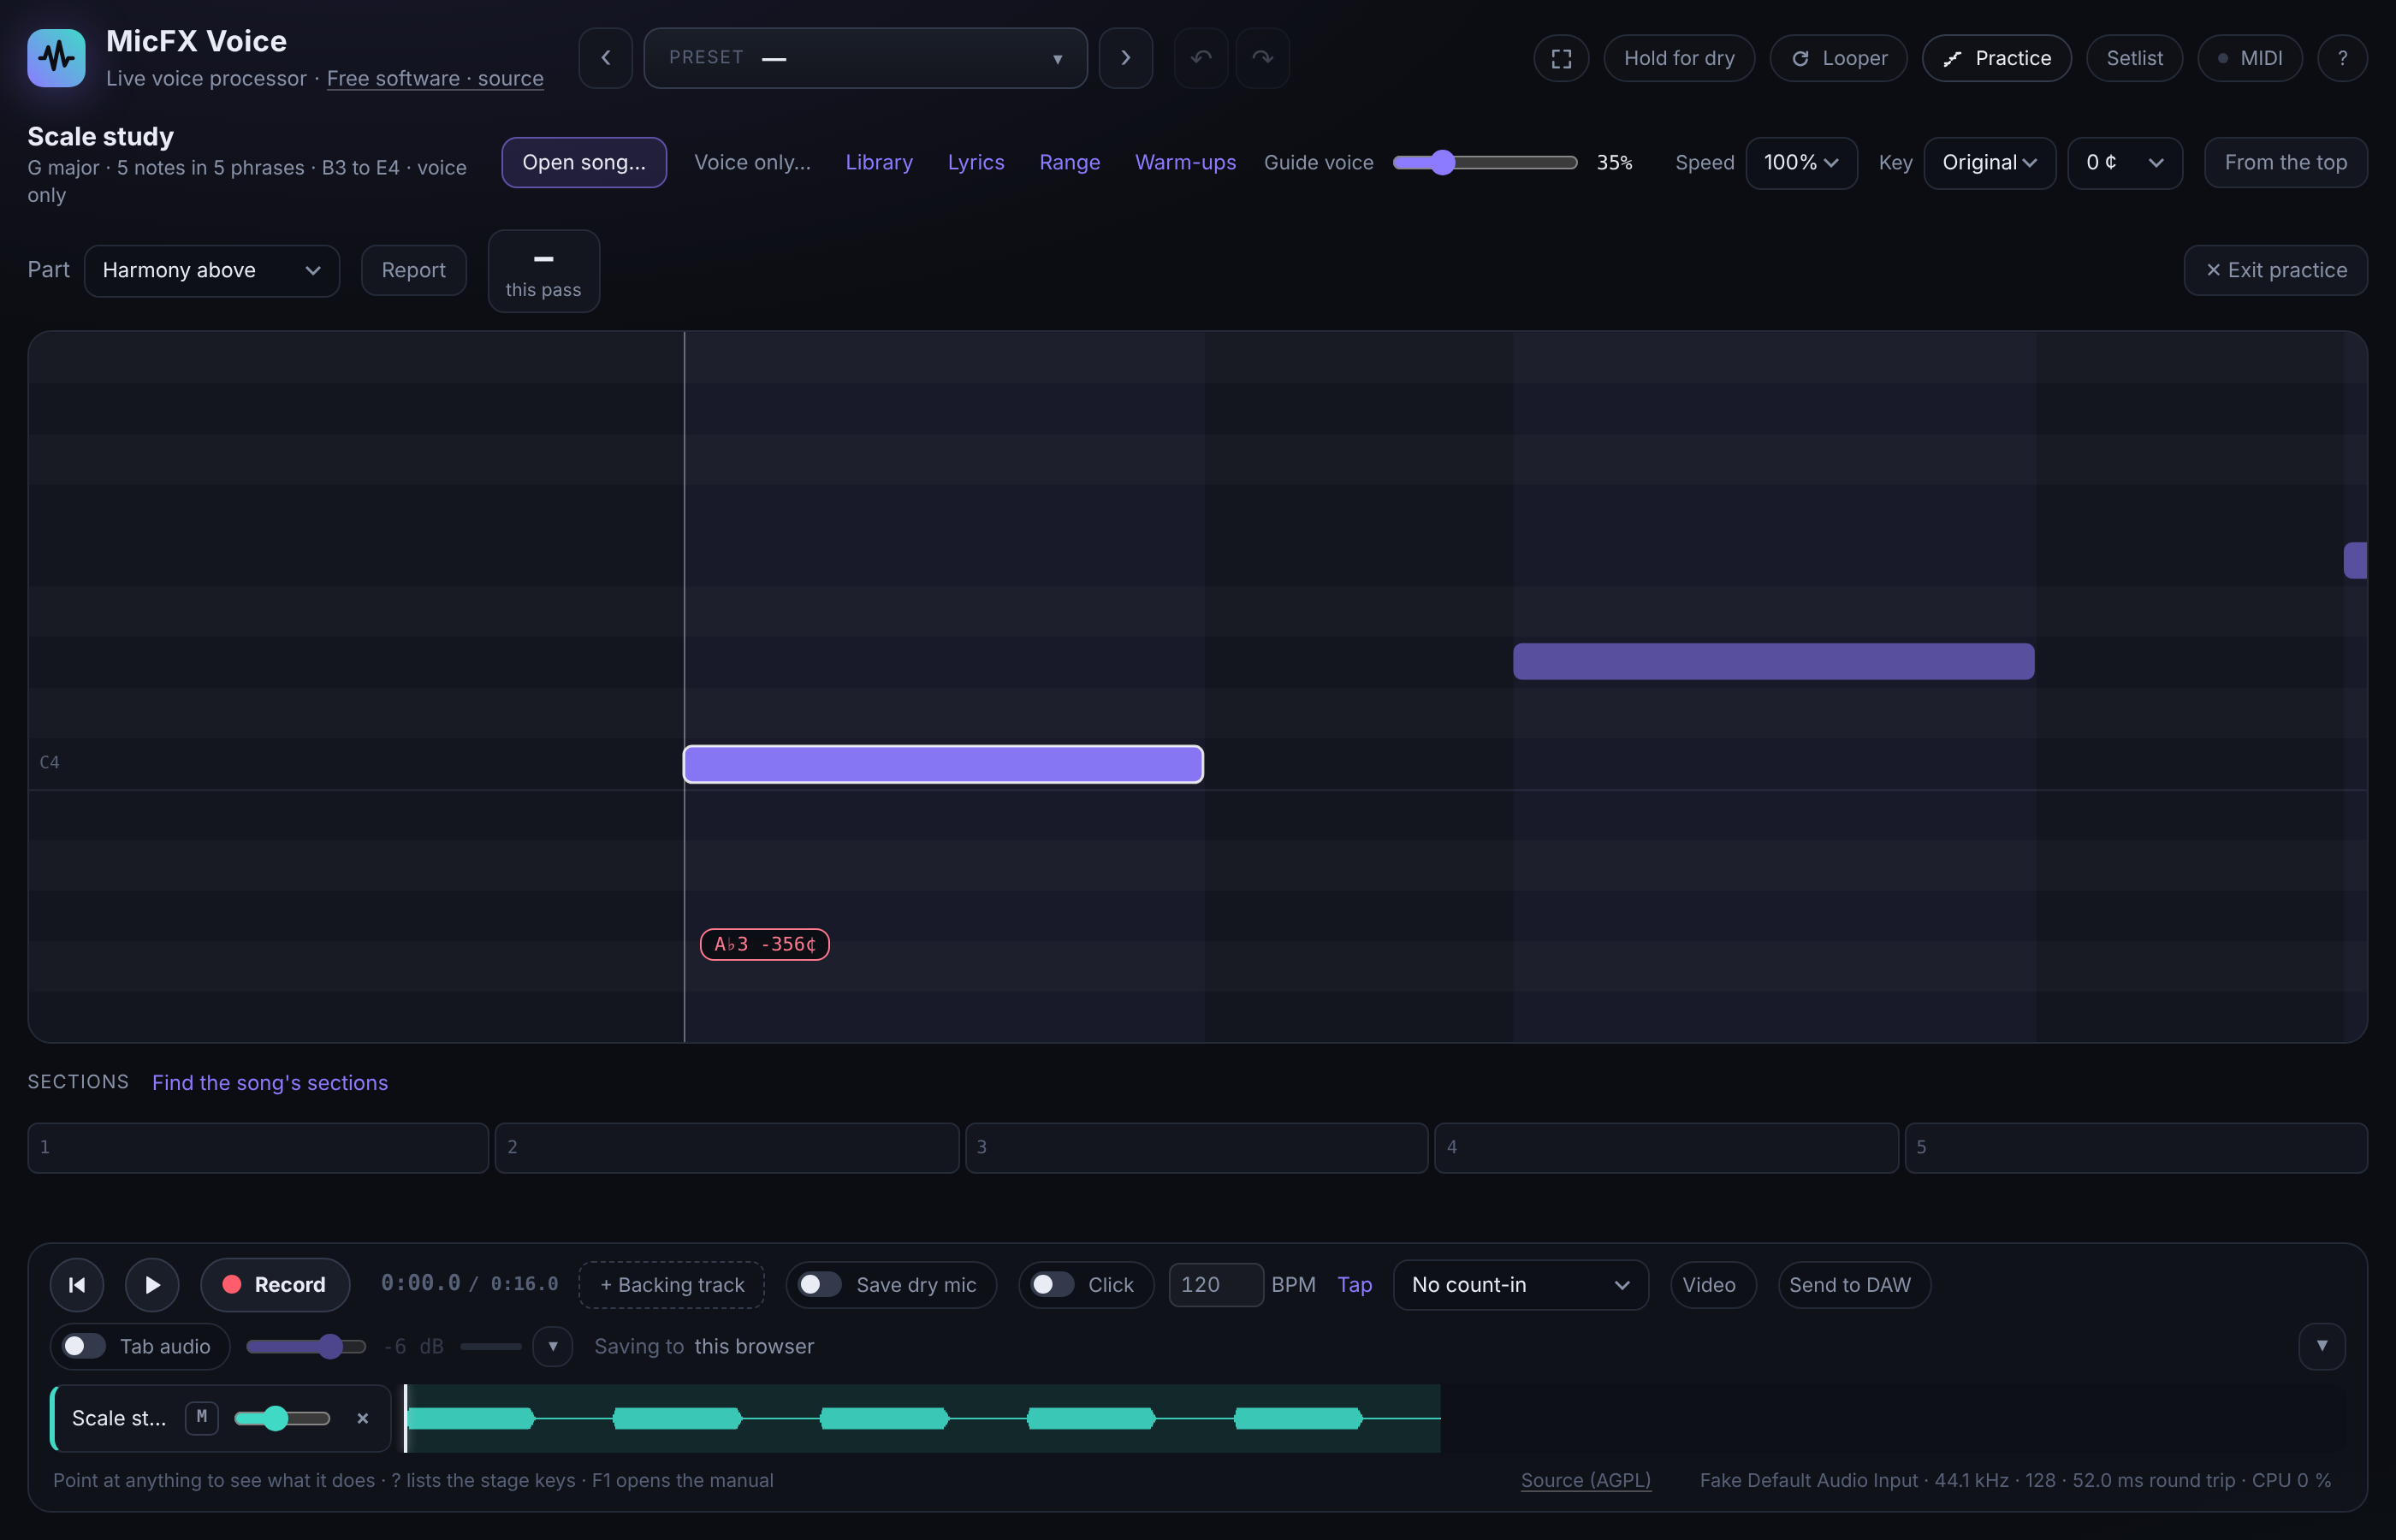 MicFX Voice
Live voice processor · Free software · source
PRESET —
Hold for dry
Looper
Practice
Setlist
MIDI
?
Scale study
G major · 5 notes in 5 phrases · B3 to E4 · voice
only
Open song...
Voice only...
Library
Lyrics
Range
Warm-ups
Guide voice
35%
Speed
100%
Key
Original
0 ¢
From the top
Part
Harmony above
Report
—
this pass
✕ Exit practice
C4
A♭3 -356¢
SECTIONS
Find the song's sections
1
2
3
4
5
Record
0:00.0 / 0:16.0
+ Backing track
Save dry mic
Click
120
BPM
Tap
No count-in
Video
Send to DAW
Tab audio
-6 dB
Saving to this browser
Scale st...
M
×
Point at anything to see what it does · ? lists the stage keys · F1 opens the manual
Source (AGPL)
Fake Default Audio Input · 44.1 kHz · 128 · 52.0 ms round trip · CPU 0 %